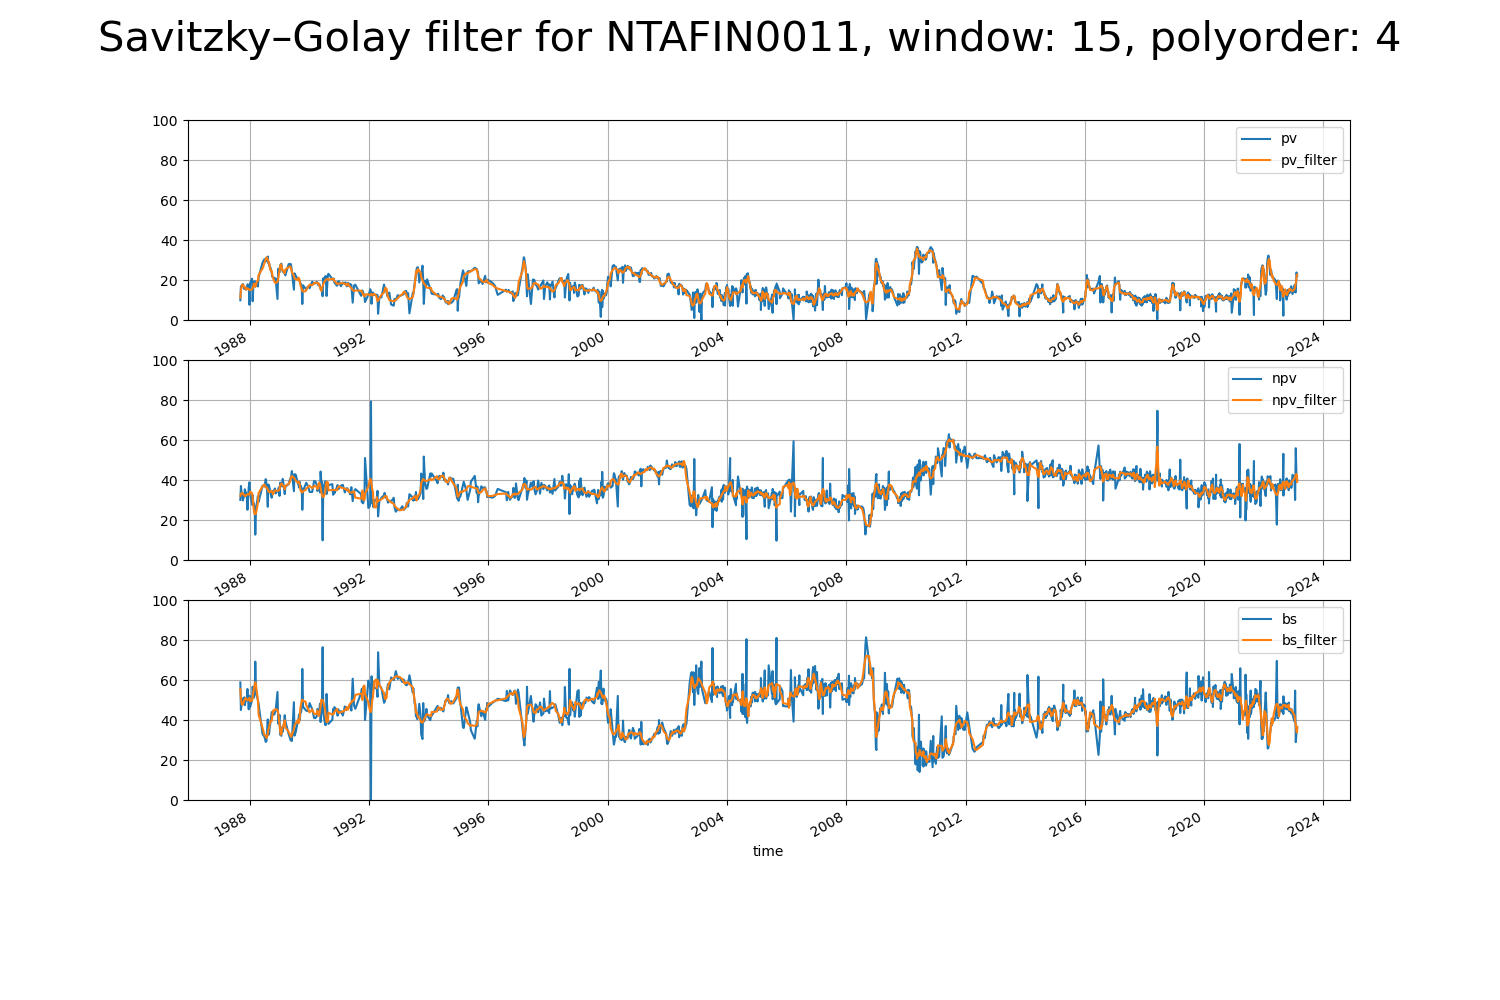 Savitzky–Golay filter for NTAFIN0011, window: 15, polyorder: 4
100
80
60
40
20
0
pv
pv_filter
1988 1992 1996 2000 2004 2008 2012 2016 2020 2024
100
80
60
40
20
0
npv
npv_filter
1988 1992 1996 2000 2004 2008 2012 2016 2020 2024
100
80
60
40
20
0
bs
bs_filter
1988 1992 1996 2000 2004 2008 2012 2016 2020 2024
time